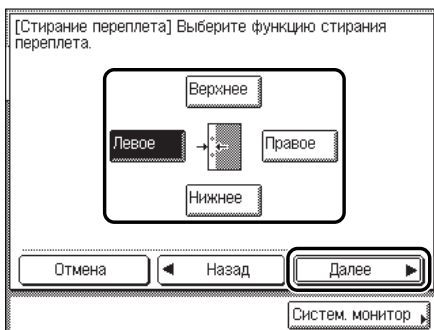 [Стирание переплета] Выберите функцию стирания
переплета.
Верхнее
Левое
Правое
Нижнее
Отмена
Назад
Далее
Систем. монитор